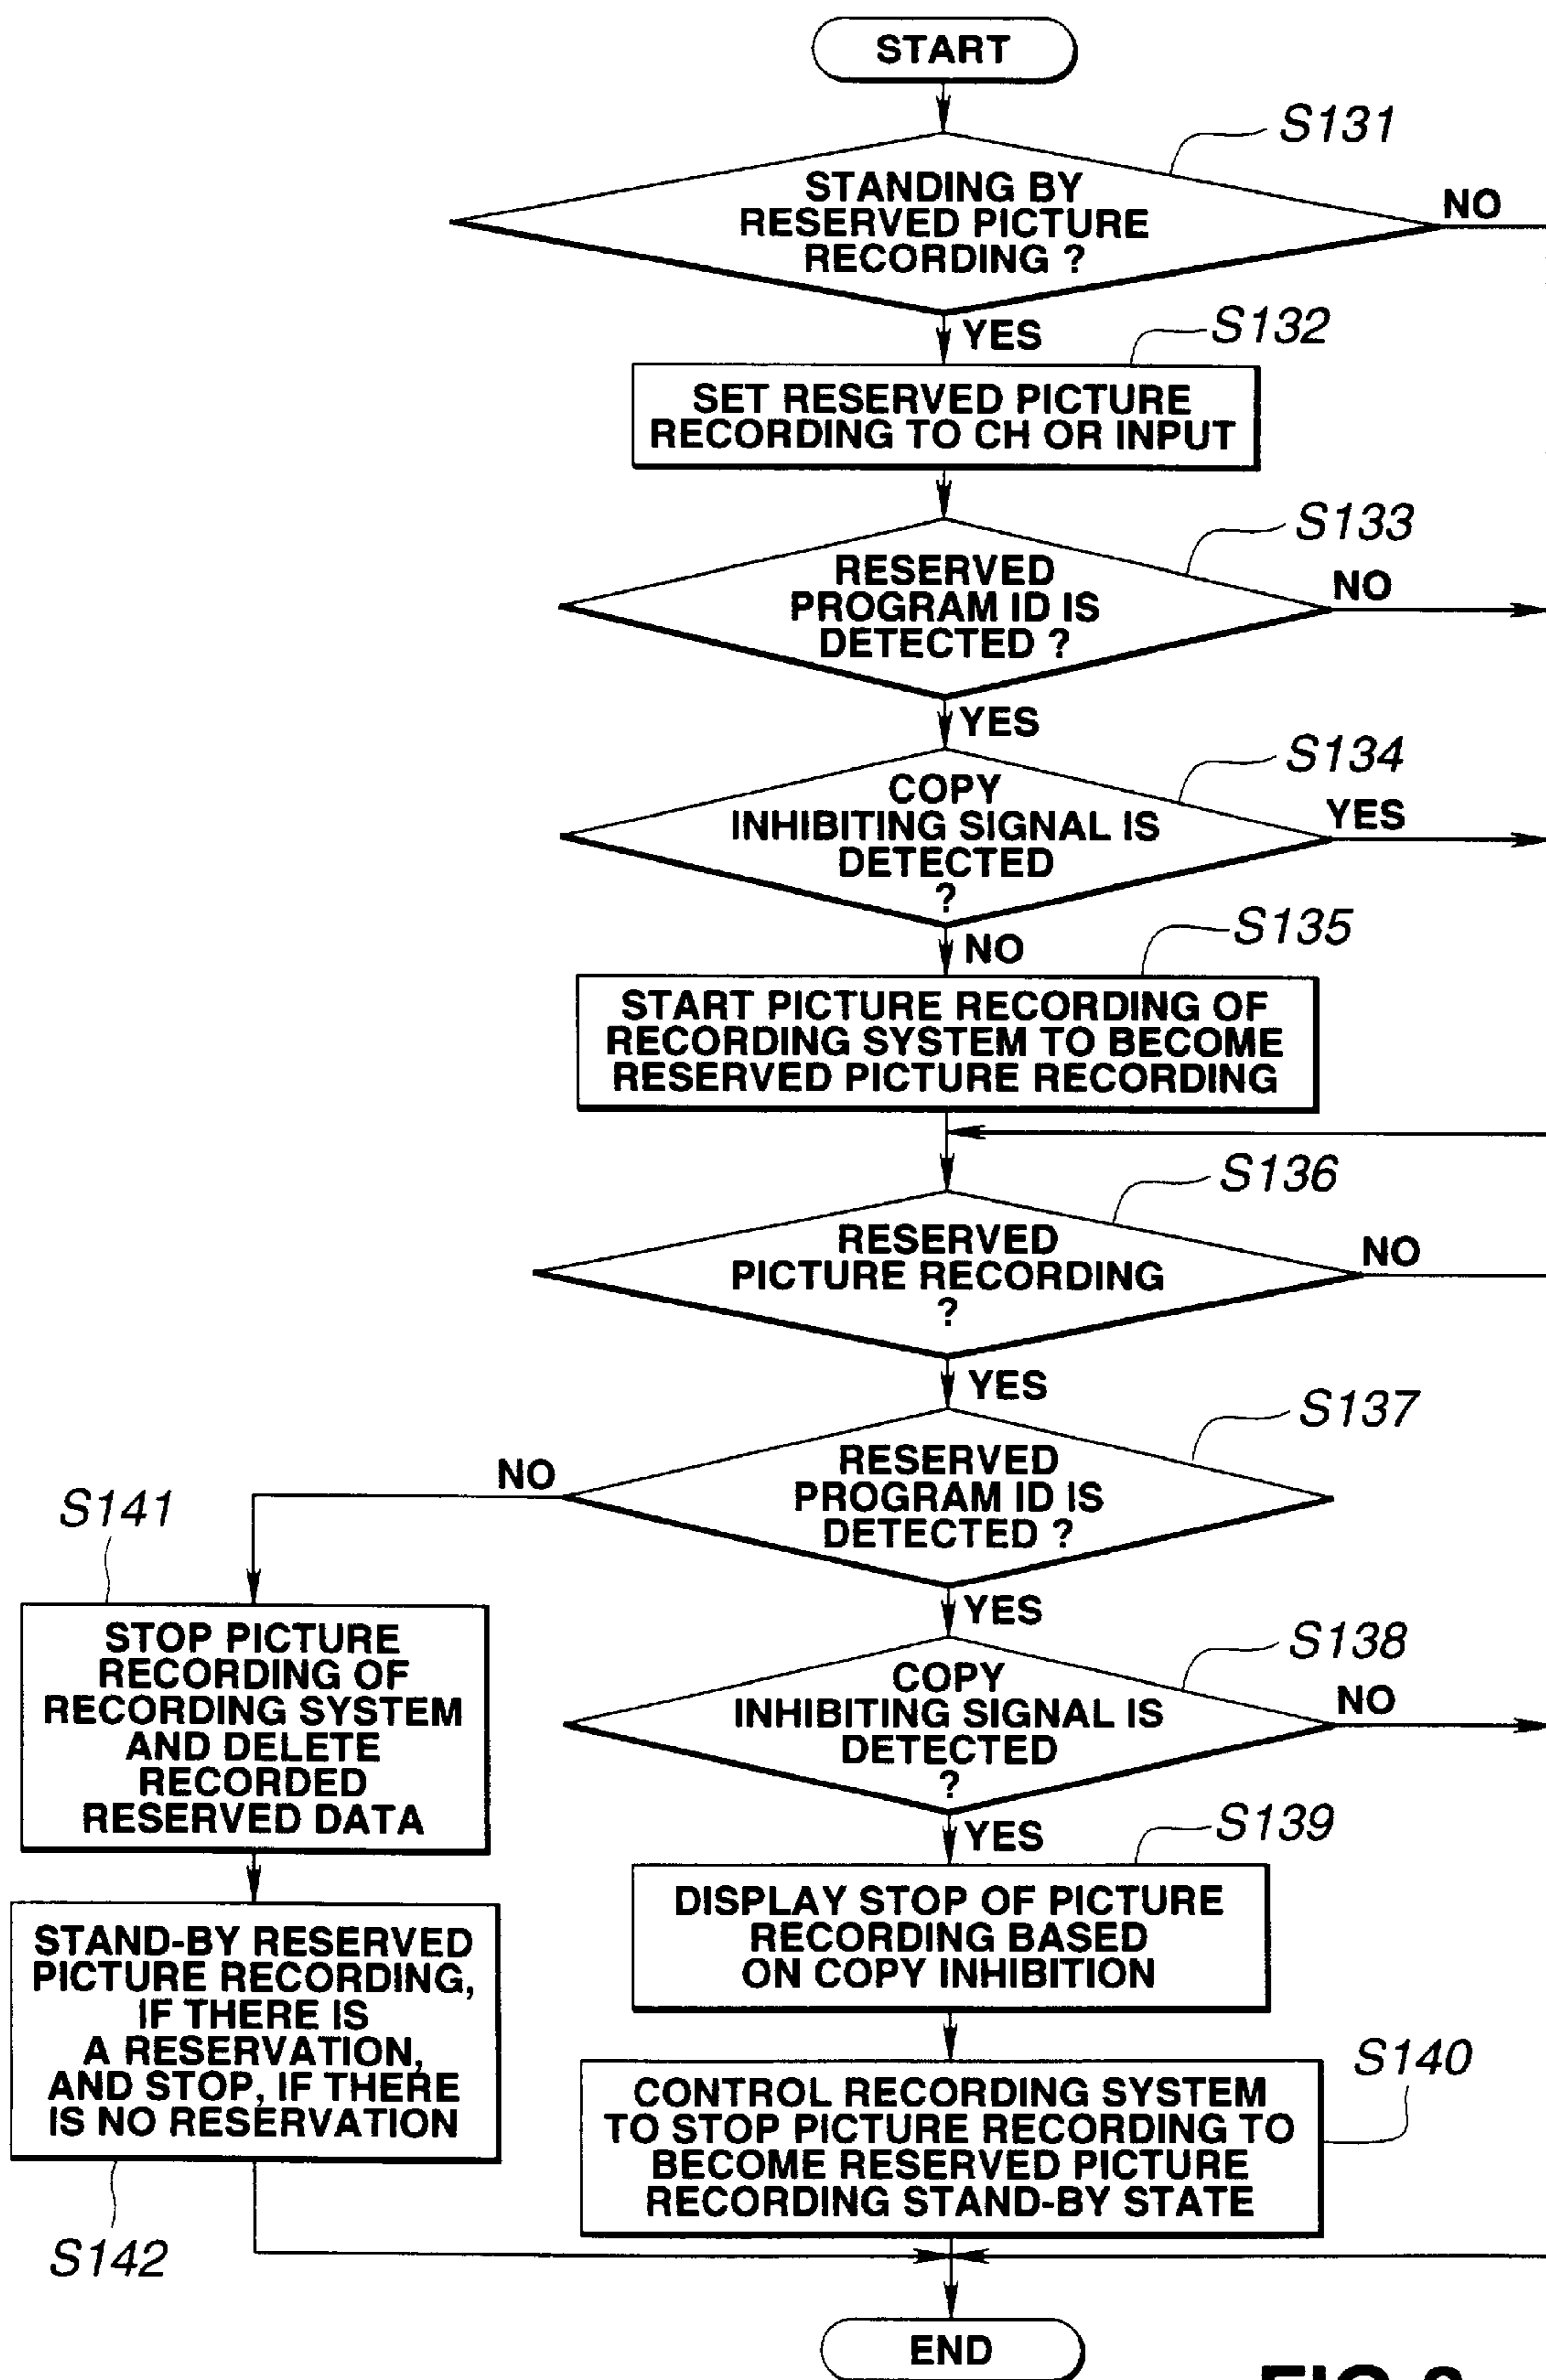 START
S131
STANDING BY
RESERVED PICTURE
RECORDING ?
NO
YES
S132
SET RESERVED PICTURE
RECORDING TO CH OR INPUT
S133
RESERVED
PROGRAM ID IS
DETECTED ?
NO
YES
S134
COPY
INHIBITING SIGNAL IS
DETECTED
?
YES
NO
S135
START PICTURE RECORDING OF
RECORDING SYSTEM TO BECOME
RESERVED PICTURE RECORDING
S136
RESERVED
PICTURE RECORDING
?
NO
YES
S137
RESERVED
PROGRAM ID IS
DETECTED ?
NO
YES
S141
STOP PICTURE
RECORDING OF
RECORDING SYSTEM
AND DELETE
RECORDED
RESERVED DATA
S138
COPY
INHIBITING SIGNAL IS
DETECTED
?
NO
YES
S139
DISPLAY STOP OF PICTURE
RECORDING BASED
ON COPY INHIBITION
STAND-BY RESERVED
PICTURE RECORDING,
IF THERE IS
A RESERVATION,
AND STOP, IF THERE
IS NO RESERVATION
S142
S140
CONTROL RECORDING SYSTEM
TO STOP PICTURE RECORDING TO
BECOME RESERVED PICTURE
RECORDING STAND-BY STATE
END